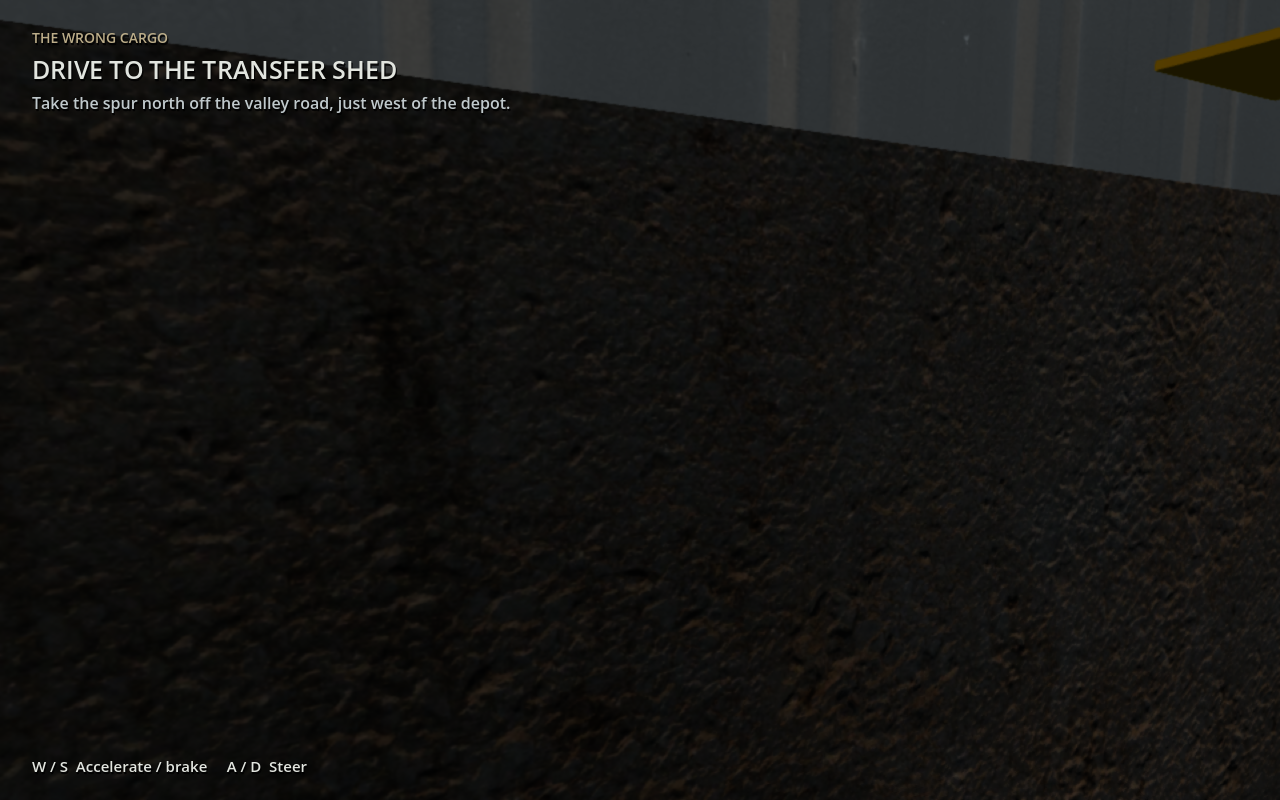 THE WRONG CARGO
DRIVE TO THE TRANSFER SHED
Take the spur north off the valley road, just west of the depot.
W / S Accelerate / brake A / D Steer